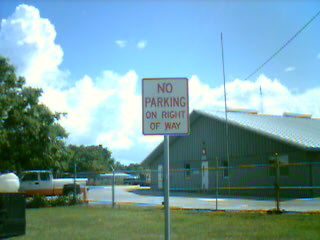 NO
PARKING
ON RIGHT
OF WAY